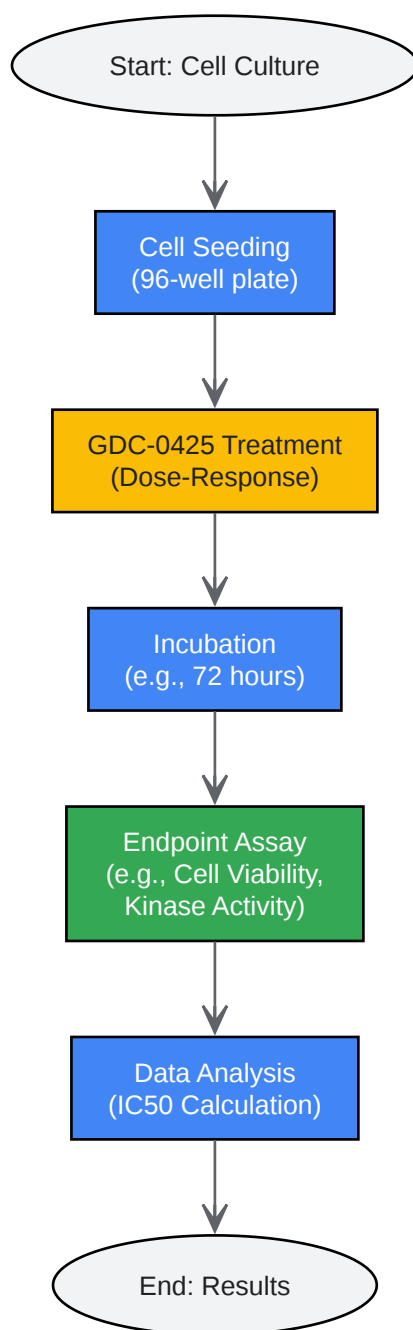 Start: Cell Culture
Cell Seeding
(96-well plate)
GDC-0425 Treatment
(Dose-Response)
Incubation
(e.g., 72 hours)
Endpoint Assay
(e.g., Cell Viability,
Kinase Activity)
Data Analysis
(IC50 Calculation)
End: Results